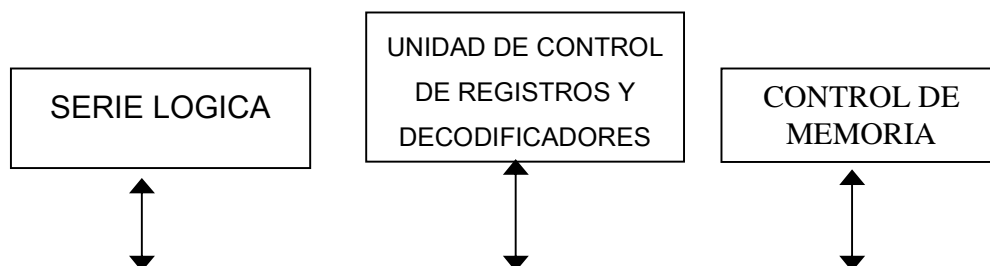 SERIE LOGICA
UNIDAD DE CONTROL
DE REGISTROS Y
DECODIFICADORES
CONTROL DE
MEMORIA